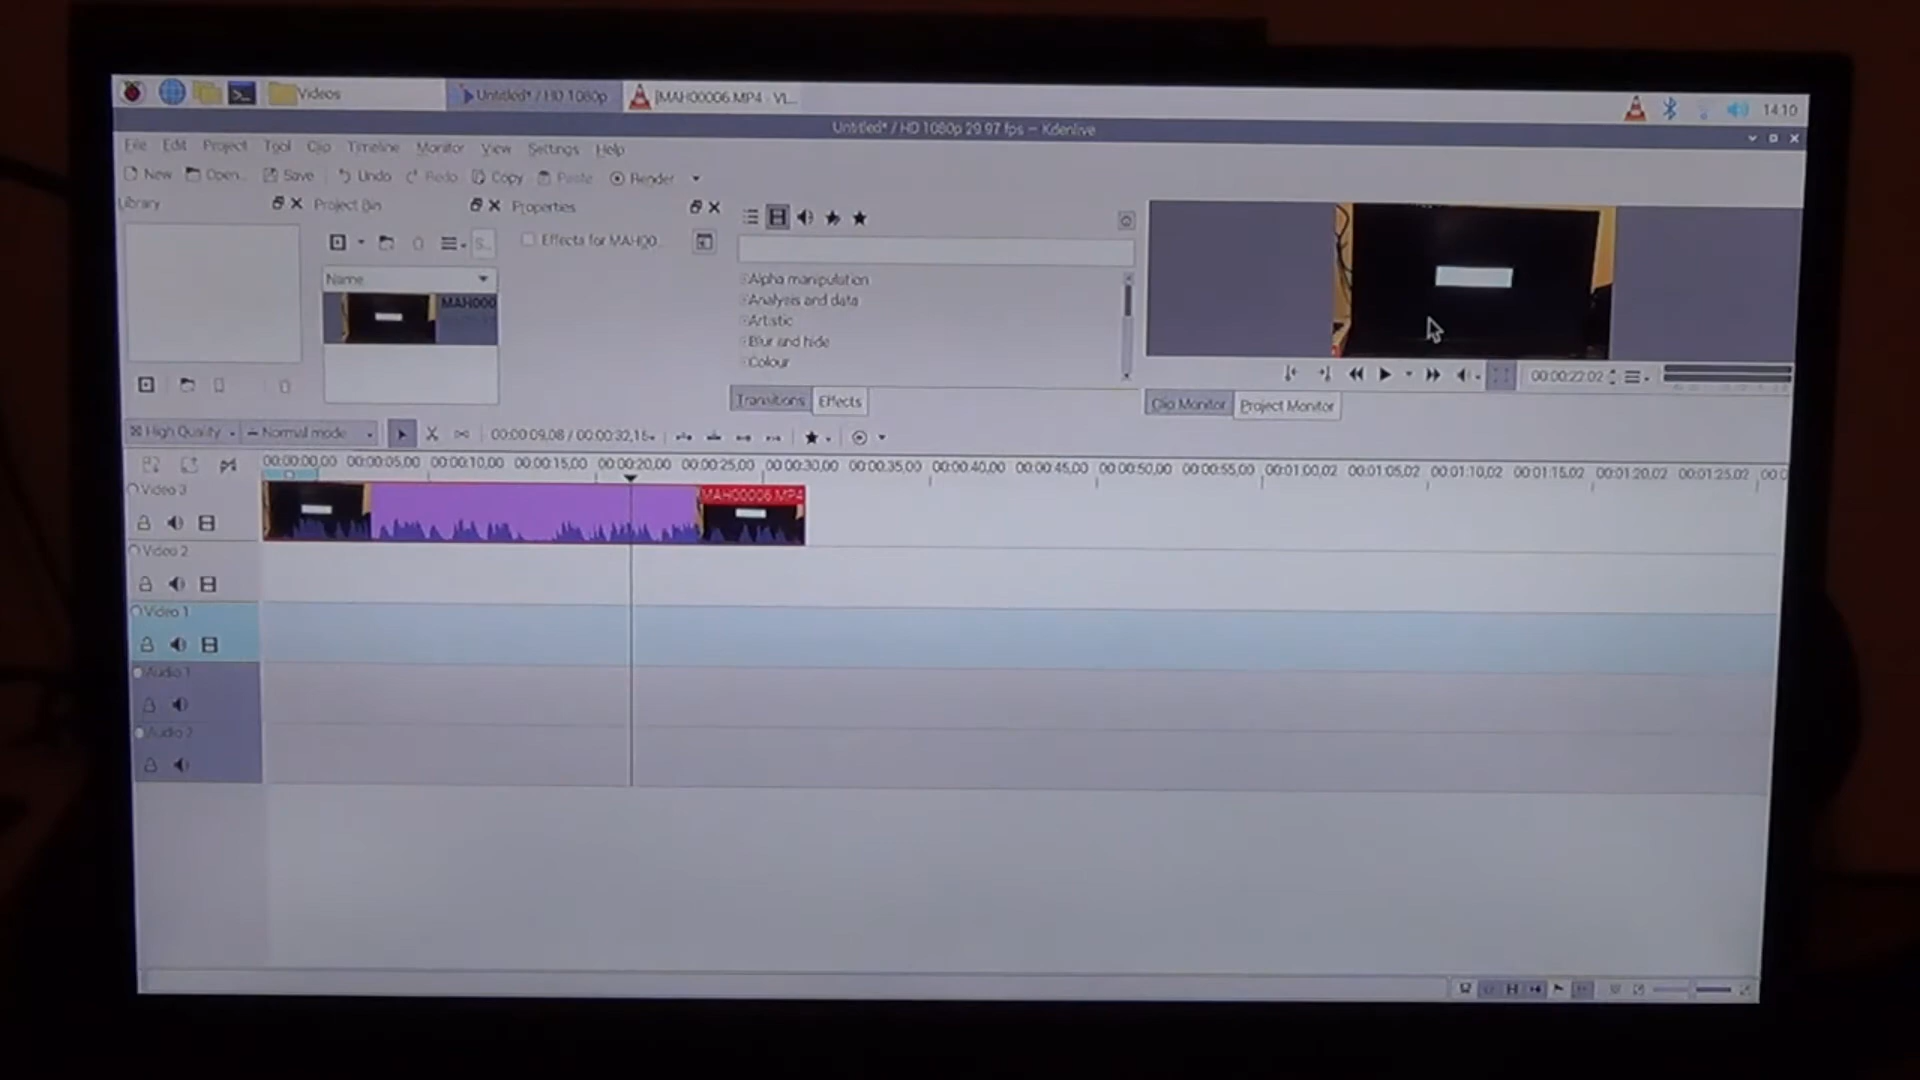 Videos
Untitled* / HD 1080p
[MAH00006.MP4 - VL...
14:10
Untitled* / HD 1080p 29.97 fps – Kdenlive
File Edit Project Tool Clip Timeline Monitor View Settings Help
New Open... Save Undo Redo Copy Paste Render
Library Project Bin Properties
Effects for MAH00
S...
Name
MAH000
Alpha manipulation
Analysis and data
Artistic
Blur and hide
Colour
Transitions Effects
00:00:22:02
Clip Monitor Project Monitor
High Quality Normal mode
00:00:00,00 00:00:05,00 00:00:10,00 00:00:15,00 00:00:20,00 00:00:25,00 00:00:30,00 00:00:35,00 00:00:40,00 00:00:45,00 00:00:50,00 00:00:55,00 00:01:00,02 00:01:05,02 00:01:10,02 00:01:15,02 00:01:20,02 00:01:25,02
Video 3
MAH00006.MP4
Video 2
Video 1
Audio 1
Audio 2